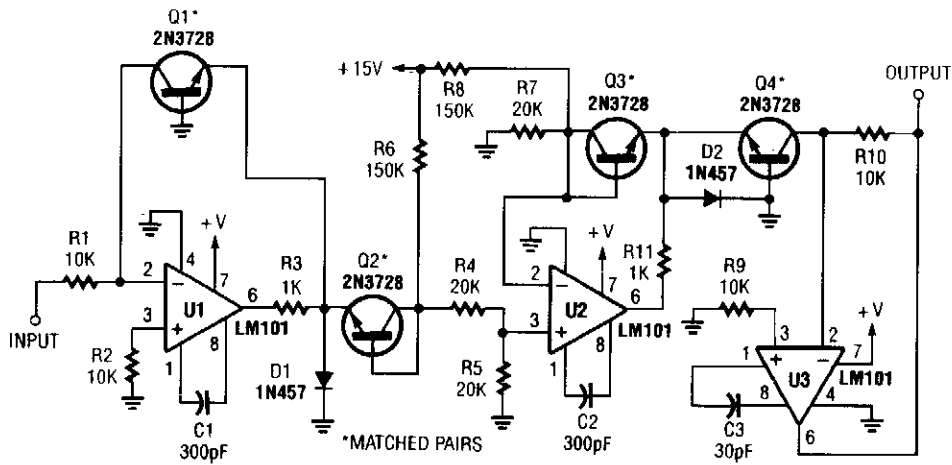 Q1*
2N3728
+15V
R8
150K
R7
20K
Q3*
2N3728
Q4*
2N3728
OUTPUT
R6
150K
D2
1N457
R10
10K
R1
10K
INPUT
R2
10K
4
+V
7
2
3
−
+
U1
6
LM101
8
1
C1
300pF
R3
1K
D1
1N457
Q2*
2N3728
R4
20K
R5
20K
4
+V
7
2
3
−
+
U2
6
LM101
8
1
C2
300pF
R11
1K
R9
10K
+V
3
2
7
1
+
−
LM101
U3
8
4
6
C3
30pF
*MATCHED PAIRS